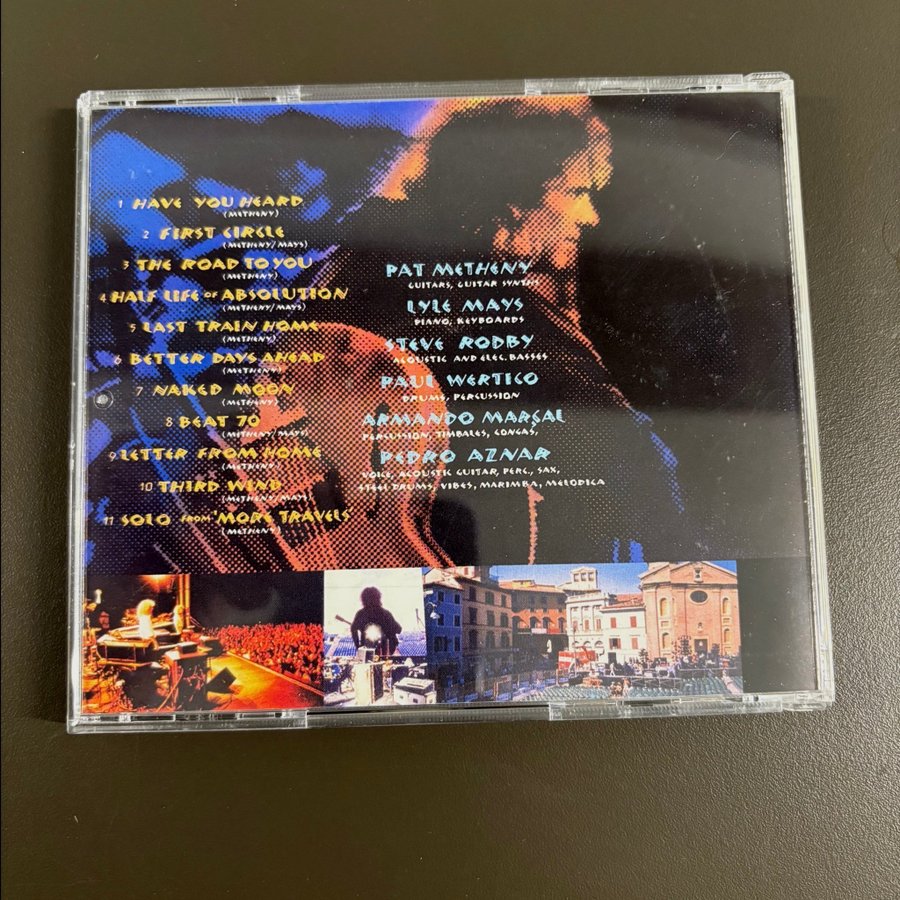 1 HAVE YOU HEARD
(METHENY)
2 FIRST CIRCLE
(METHENY/MAYS)
3 THE ROAD TO YOU
(METHENY)
4 HALF LIFE OF ABSOLUTION
(METHENY/MAYS)
5 LAST TRAIN HOME
(METHENY)
6 BETTER DAYS AHEAD
(METHENY)
7 NAKED MOON
(METHENY)
8 BEAT 70
(METHENY/MAYS)
9 LETTER FROM HOME
(METHENY)
10 THIRD WIND
(METHENY/MAYS)
11 SOLO FROM 'MORE TRAVELS'
(METHENY)
PAT METHENY
GUITARS, GUITAR SYNTHS
LYLE MAYS
PIANO, KEYBOARDS
STEVE RODBY
ACOUSTIC AND ELEC. BASSES
PAUL WERTICO
DRUMS, PERCUSSION
ARMANDO MARÇAL
PERCUSSION, TIMBALES, CONGAS,
PEDRO AZNAR
VOICE, ACOUSTIC GUITAR, PERC., SAX,
STEEL DRUMS, VIBES, MARIMBA, MELODICA